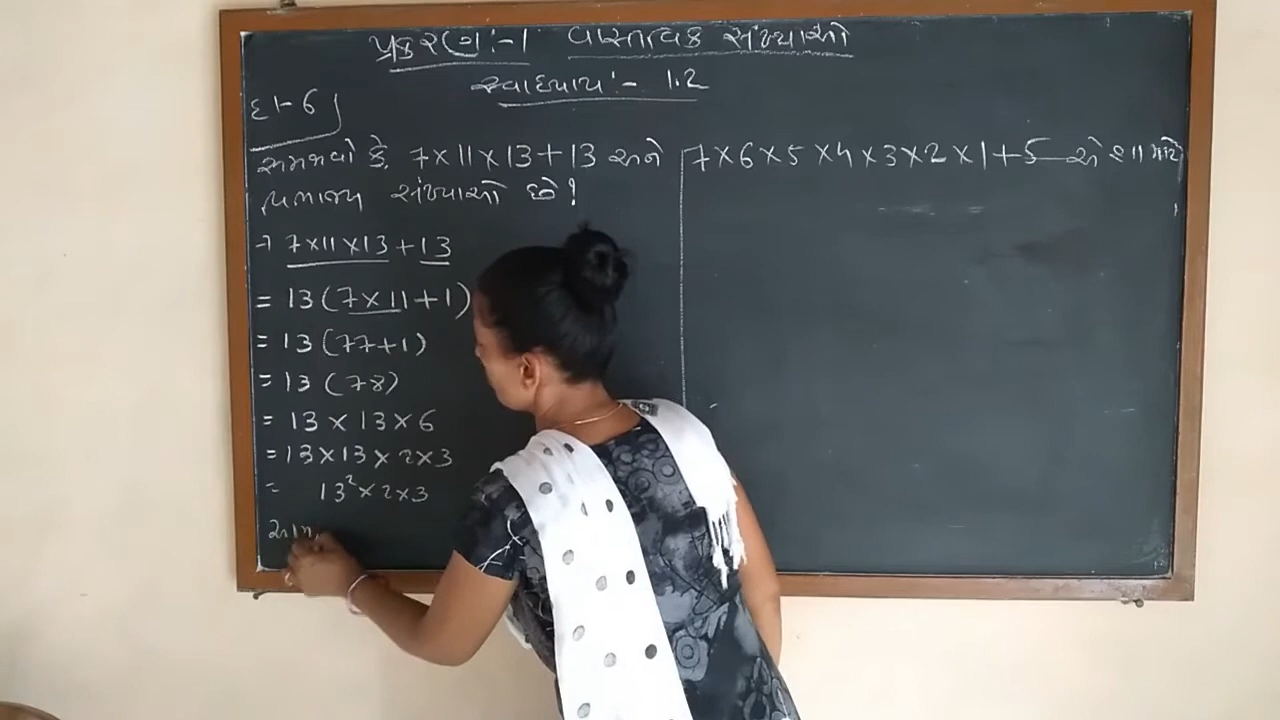 પ્રકરણ :- 1 વાસ્તવિક સંખ્યાઓ
સ્વાધ્યાય :- 1.2
દા-6
સમજાવો કે, 7×11×13+13 અને 7×6×5×4×3×2×1+5 એ શા માટે
વિભાજ્ય સંખ્યાઓ છે!
→ 7×11×13+13
= 13(7×11+1)
= 13(77+1)
= 13(78)
= 13×13×6
= 13×13×2×3
= 13²×2×3
આમ,